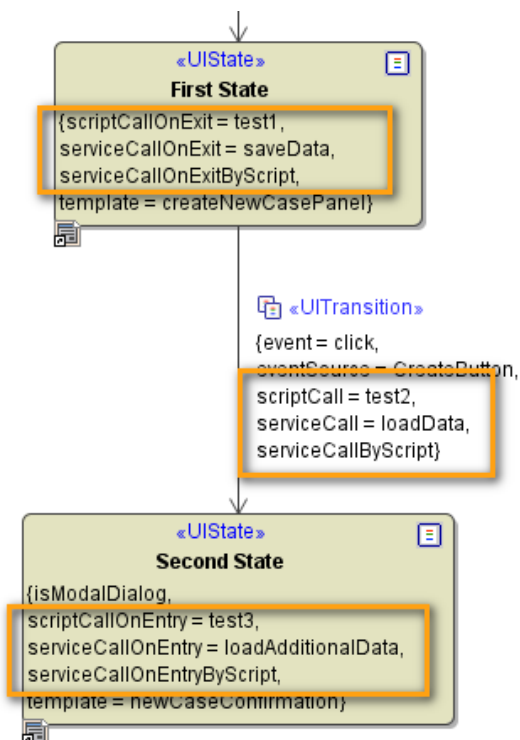 «UIState»
First State
{scriptCallOnExit = test1,
serviceCallOnExit = saveData,
serviceCallOnExitByScript,
template = createNewCasePanel}
«UITransition»
{event = click,
eventSource = CreateButton,
scriptCall = test2,
serviceCall = loadData,
serviceCallByScript}
«UIState»
Second State
{isModalDialog,
scriptCallOnEntry = test3,
serviceCallOnEntry = loadAdditionalData,
serviceCallOnEntryByScript,
template = newCaseConfirmation}